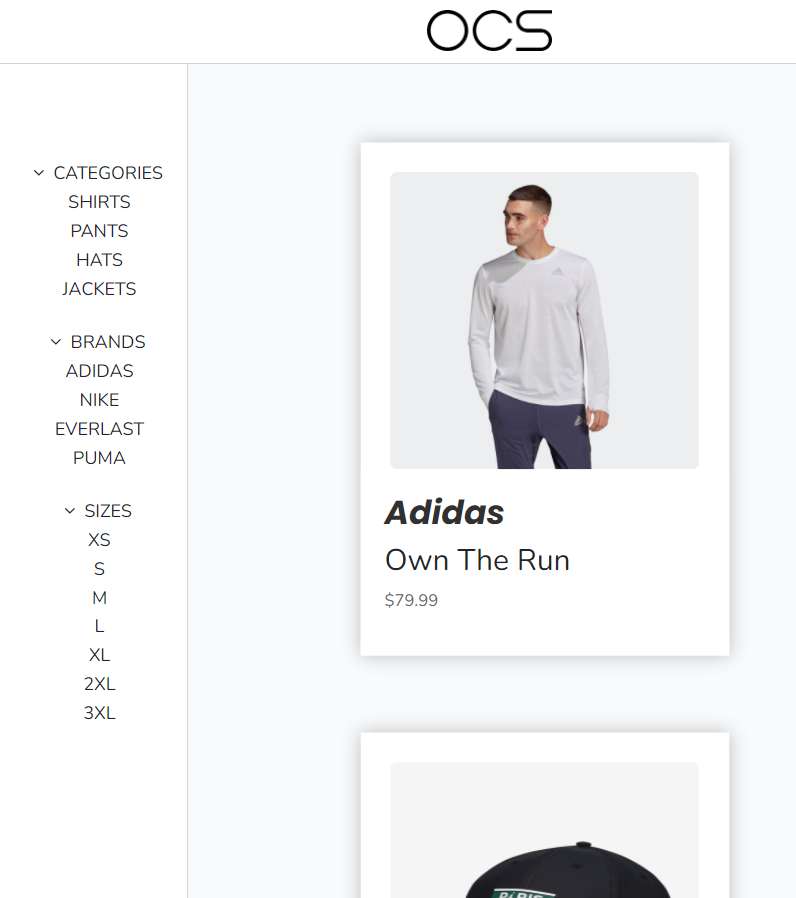 OCS
CATEGORIES
SHIRTS
PANTS
HATS
JACKETS
BRANDS
ADIDAS
NIKE
EVERLAST
PUMA
SIZES
XS
S
M
L
XL
2XL
3XL
Adidas
Own The Run
$79.99